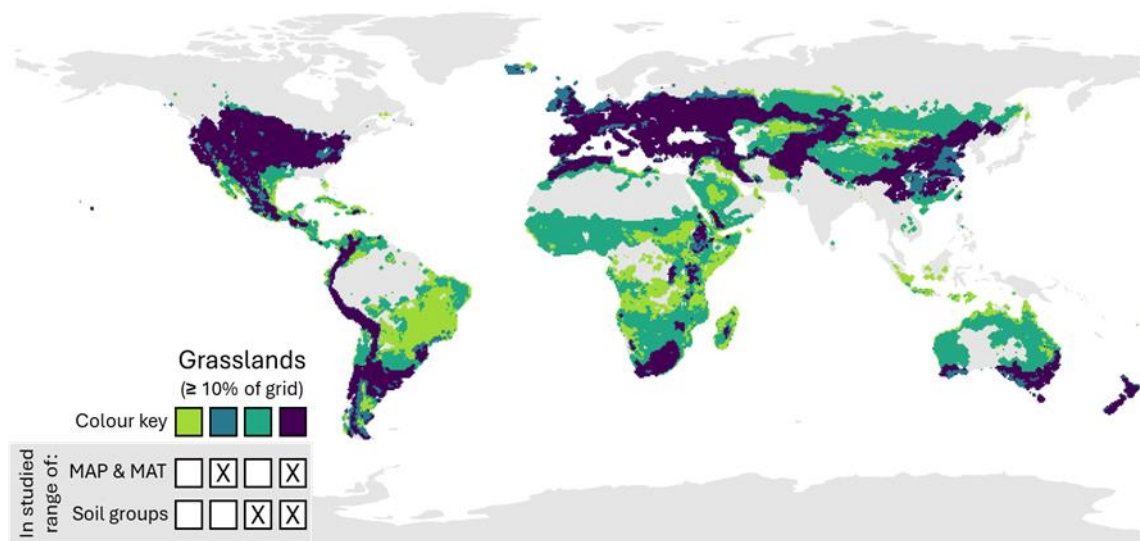 Grasslands
(≥ 10% of grid)
Colour key
In studied
range of:
MAP & MAT
X
X
Soil groups
X
X